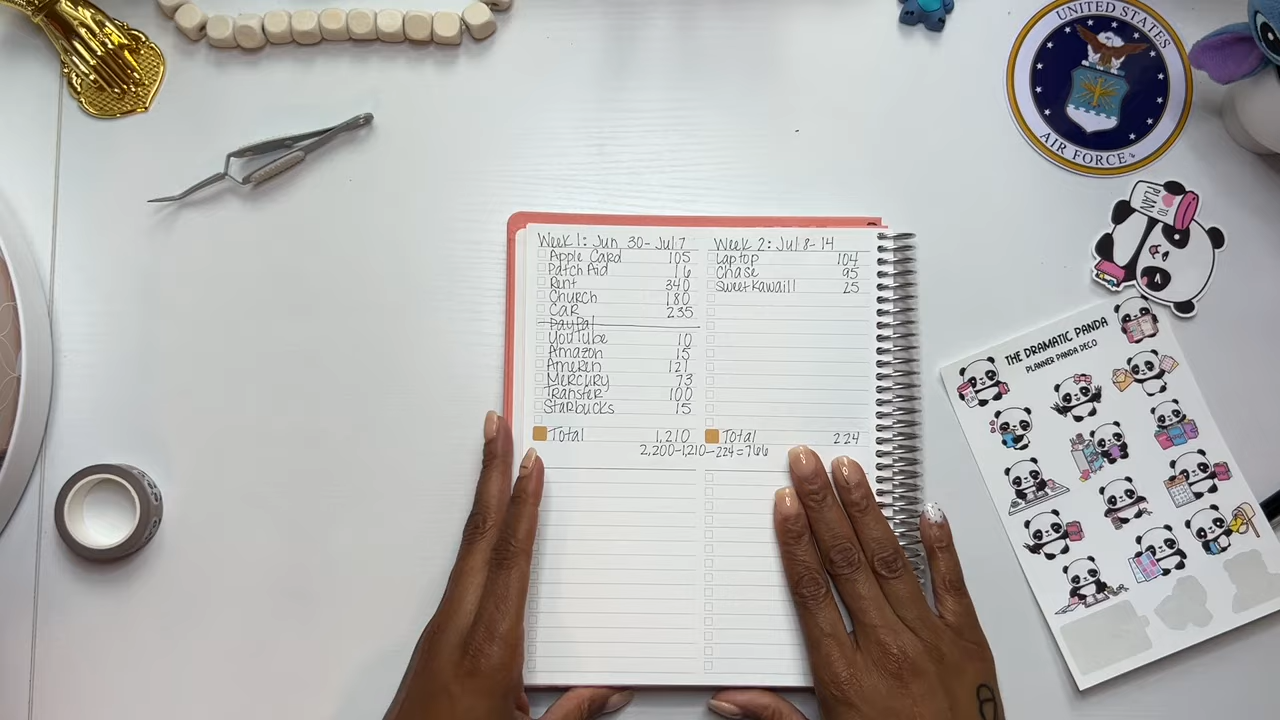 UNITED STATES
AIR FORCE
PLAN
TO
Week 1: Jun 30-Jul 7
Apple Card 105
Patch Aid 16
Rent 340
Church 180
Car 235
PayPal
YouTube 10
Amazon 15
Ameren 121
Mercury 73
Transfer 100
Starbucks 15
Total 1,210
Week 2: Jul 8-14
Laptop 104
Chase 95
SweetKawaii 25
Total 224
2,200-1,210-224=766
THE DRAMATIC PANDA
PLANNER PANDA DECO